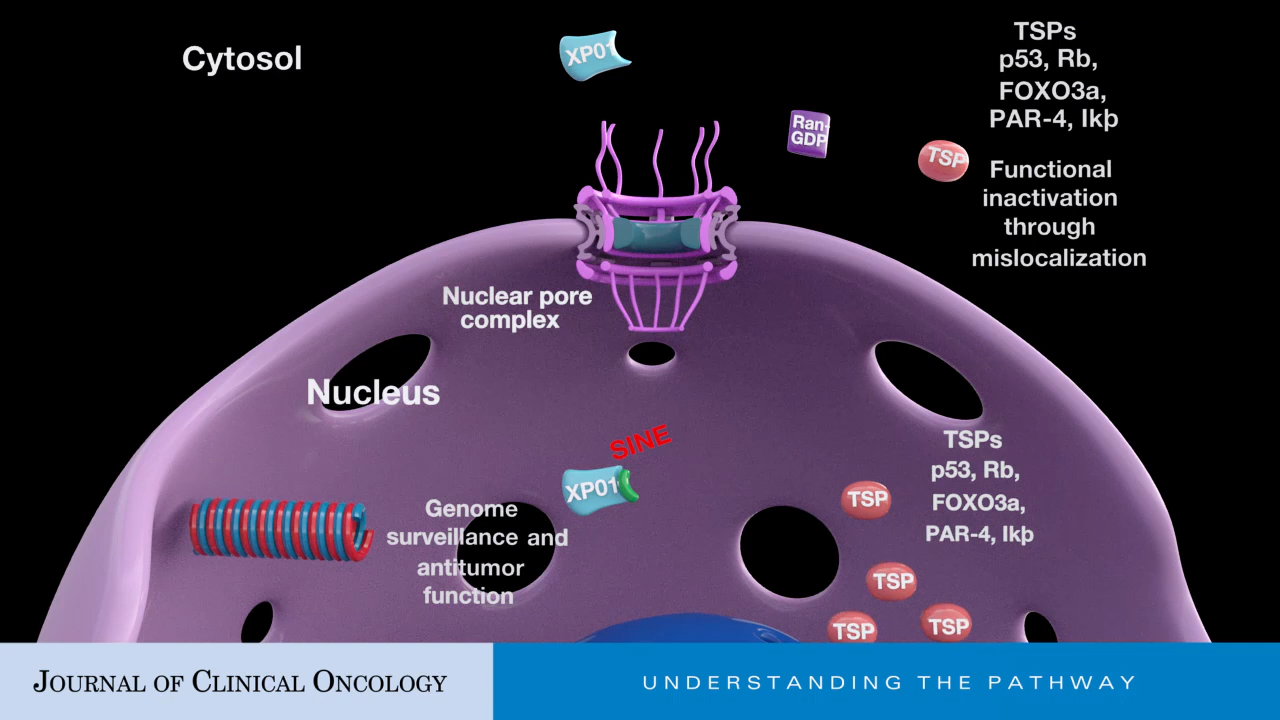 Cytosol
XPO1
Ran-
GDP
TSP
TSPs
p53, Rb,
FOXO3a,
PAR-4, Ikþ
Functional
inactivation
through
mislocalization
Nuclear pore
complex
Nucleus
SINE
XPO1
Genome
surveillance and
antitumor
function
TSPs
p53, Rb,
FOXO3a,
PAR-4, Ikþ
TSP
TSP
TSP
TSP
JOURNAL OF CLINICAL ONCOLOGY
UNDERSTANDING THE PATHWAY